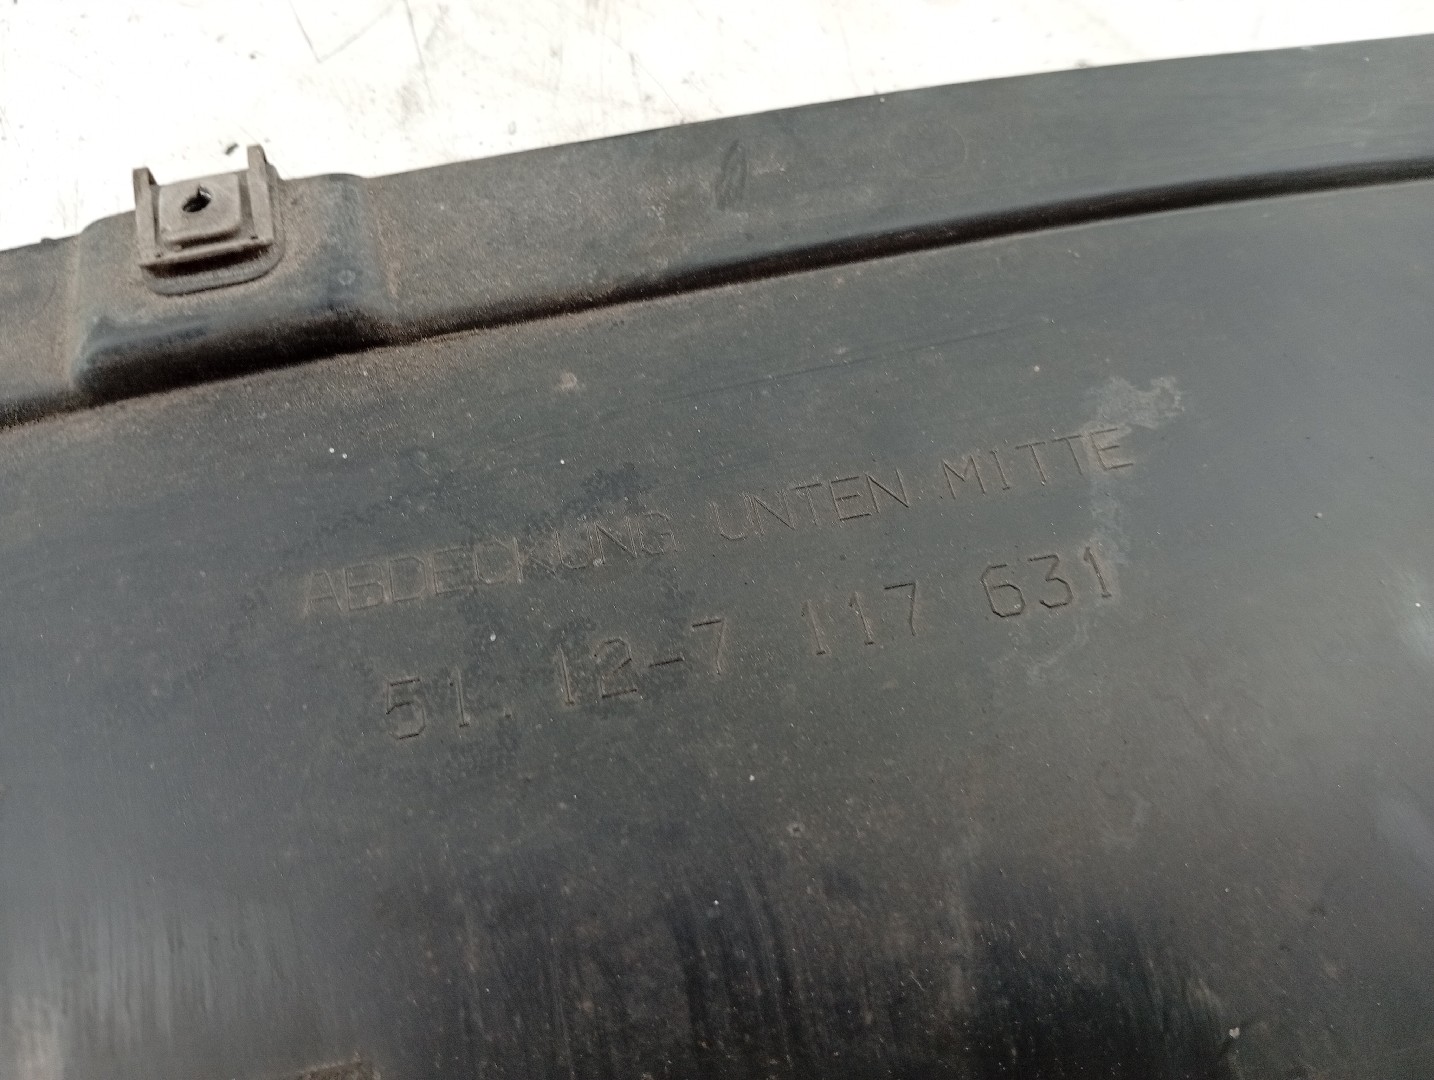 ABDECKUNG UNTEN MITTE
51.12-7 117 631